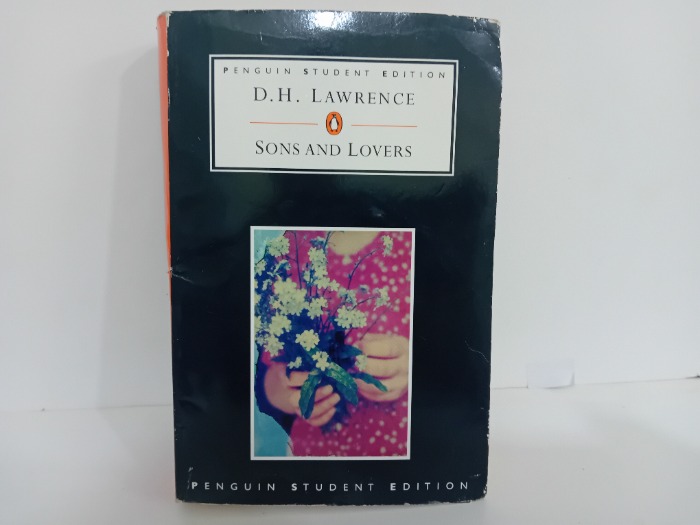 PENGUIN STUDENT EDITION
D.H. LAWRENCE
SONS AND LOVERS
PENGUIN STUDENT EDITION